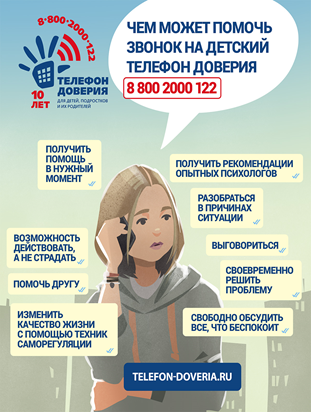 8-800-2000-122
ТЕЛЕФОН
ДОВЕРИЯ
ДЛЯ ДЕТЕЙ, ПОДРОСТКОВ
И ИХ РОДИТЕЛЕЙ
10
ЛЕТ
ЧЕМ МОЖЕТ ПОМОЧЬ
ЗВОНОК НА ДЕТСКИЙ
ТЕЛЕФОН ДОВЕРИЯ
8 800 2000 122
ПОЛУЧИТЬ
ПОМОЩЬ
В НУЖНЫЙ
МОМЕНТ
ПОЛУЧИТЬ РЕКОМЕНДАЦИИ
ОПЫТНЫХ ПСИХОЛОГОВ
РАЗОБРАТЬСЯ
В ПРИЧИНАХ
СИТУАЦИИ
ВОЗМОЖНОСТЬ
ДЕЙСТВОВАТЬ,
А НЕ СТРАДАТЬ
ВЫГОВОРИТЬСЯ
ПОМОЧЬ ДРУГУ
СВОЕВРЕМЕННО
РЕШИТЬ
ПРОБЛЕМУ
ИЗМЕНИТЬ
КАЧЕСТВО ЖИЗНИ
С ПОМОЩЬЮ ТЕХНИК
САМОРЕГУЛЯЦИИ
СВОБОДНО ОБСУДИТЬ
ВСЕ, ЧТО БЕСПОКОИТ
TELEFON-DOVERIA.RU